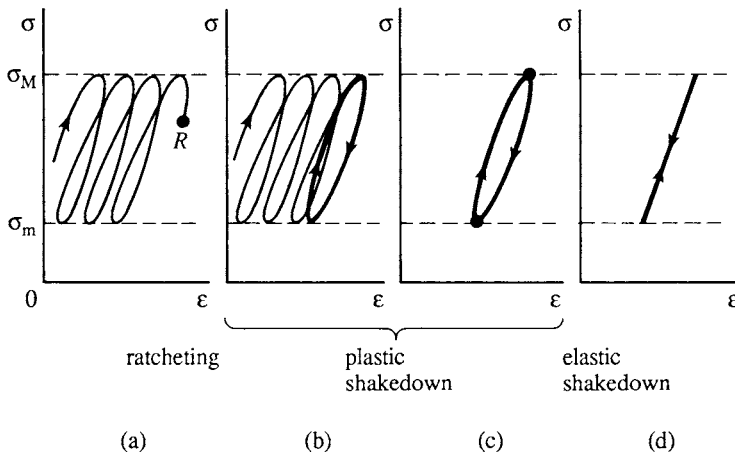 σ σ σ σ
σM
R
σm
0 ε ε ε ε
ratcheting plastic shakedown elastic shakedown
(a) (b) (c) (d)